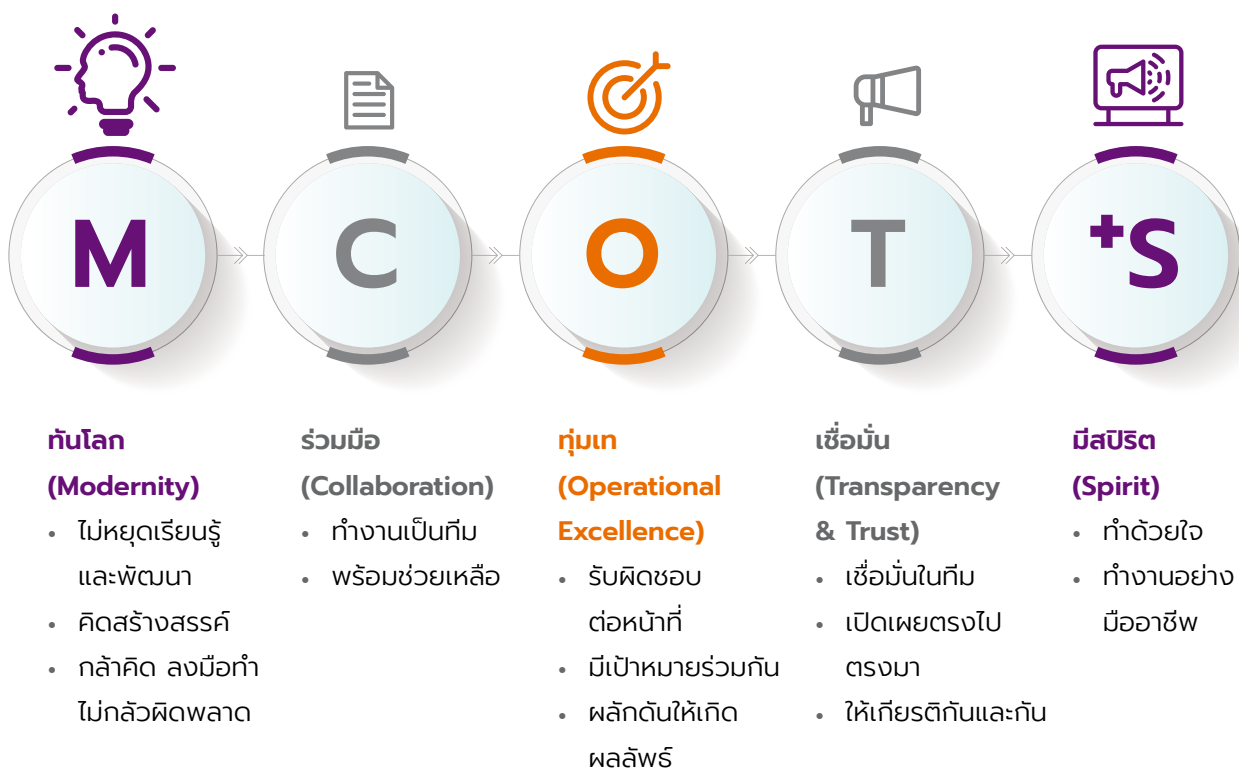 M
C
O
T
+S
ทันโลก
(Modernity)
• ไม่หยุดเรียนรู้
และพัฒนา
• คิดสร้างสรรค์
• กล้าคิด ลงมือทำ
ไม่กลัวผิดพลาด
ร่วมมือ
(Collaboration)
• ทำงานเป็นทีม
• พร้อมช่วยเหลือ
ทุ่มเท
(Operational
Excellence)
• รับผิดชอบ
ต่อหน้าที่
• มีเป้าหมายร่วมกัน
• ผลักดันให้เกิด
ผลลัพธ์
เชื่อมั่น
(Transparency
& Trust)
• เชื่อมั่นในทีม
• เปิดเผยตรงไป
ตรงมา
• ให้เกียรติกันและกัน
มีสปิริต
(Spirit)
• ทำด้วยใจ
• ทำงานอย่าง
มืออาชีพ